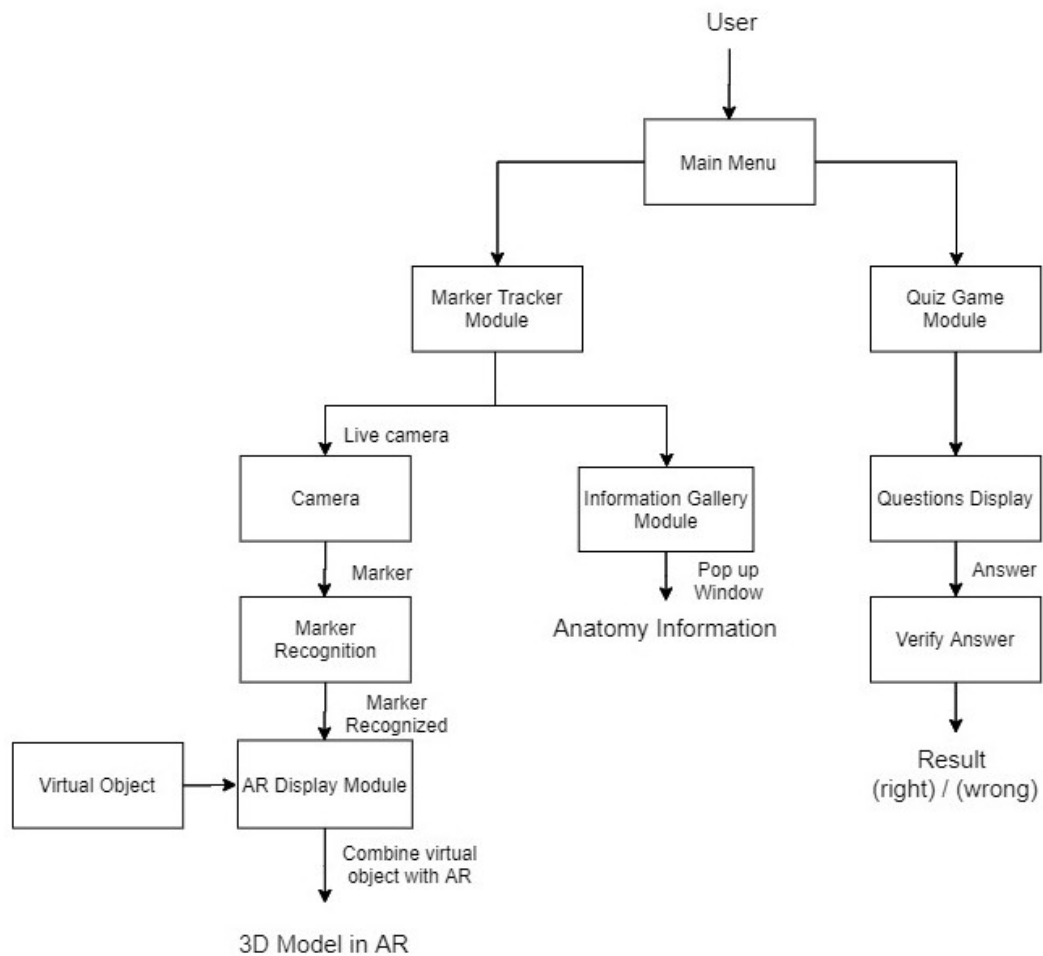 User
Main Menu
Marker Tracker
Module
Quiz Game
Module
Live camera
Camera
Information Gallery
Module
Questions Display
Marker
Pop up
Window
Answer
Marker
Recognition
Anatomy Information
Verify Answer
Marker
Recognized
Virtual Object
AR Display Module
Result
(right) / (wrong)
Combine virtual
object with AR
3D Model in AR